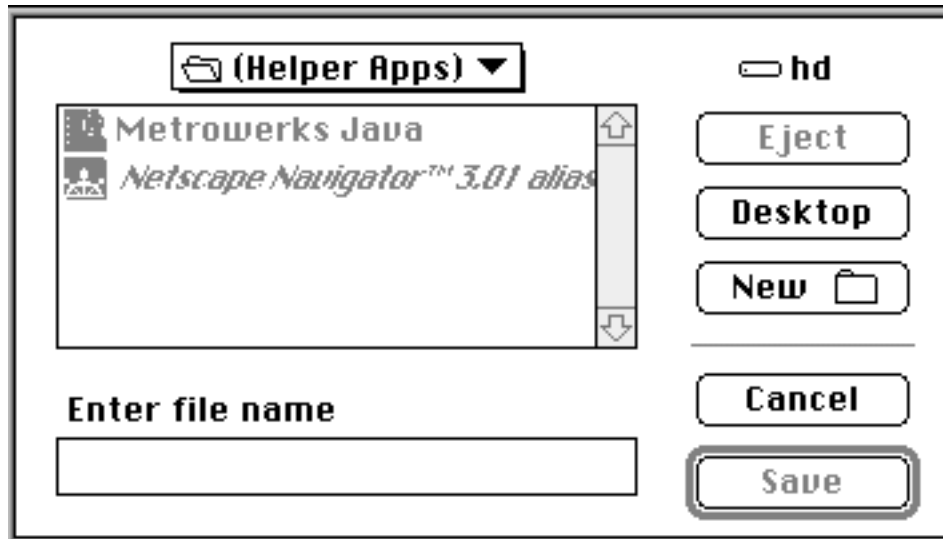 (Helper Apps)
hd
Metrowerks Java
Netscape Navigator™ 3.01 alias
Eject
Desktop
New
Enter file name
Cancel
Save